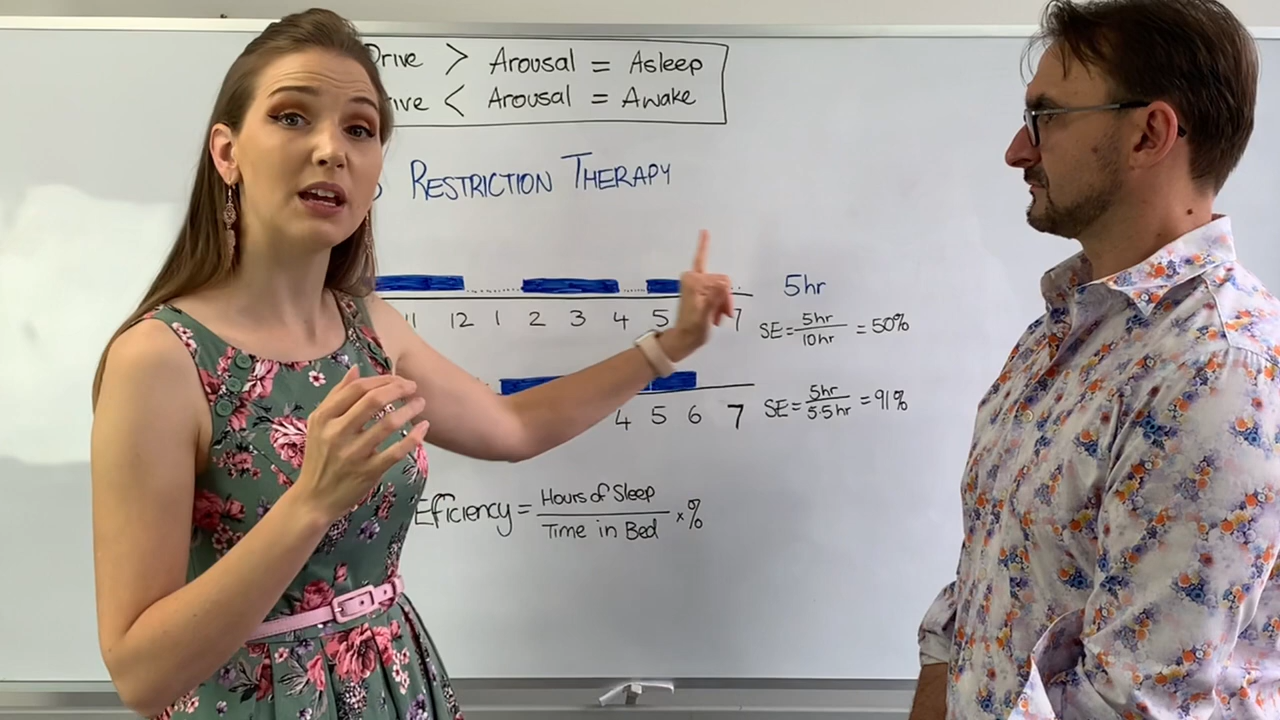 Drive > Arousal = Asleep
< Arousal = Awake
RESTRICTION THERAPY
5hr
11 12 1 2 3 4 5 7
SE = 5hr / 10hr = 50%
4 5 6 7
SE = 5hr / 5.5hr = 91%
Efficiency = Hours of Sleep / Time in Bed x %